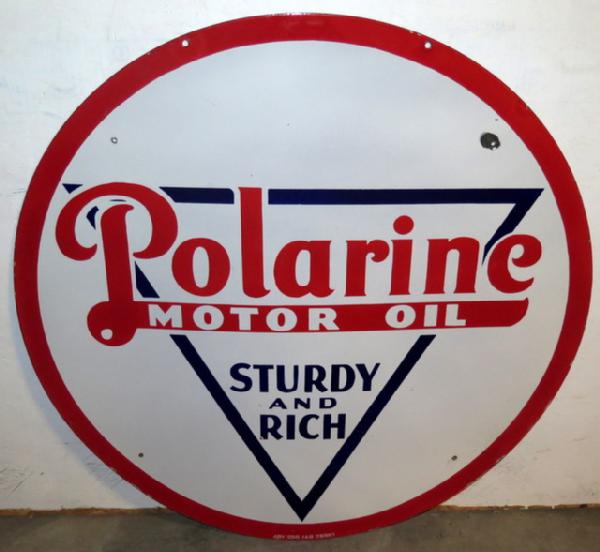 Polarine
MOTOR OIL
STURDY
AND
RICH